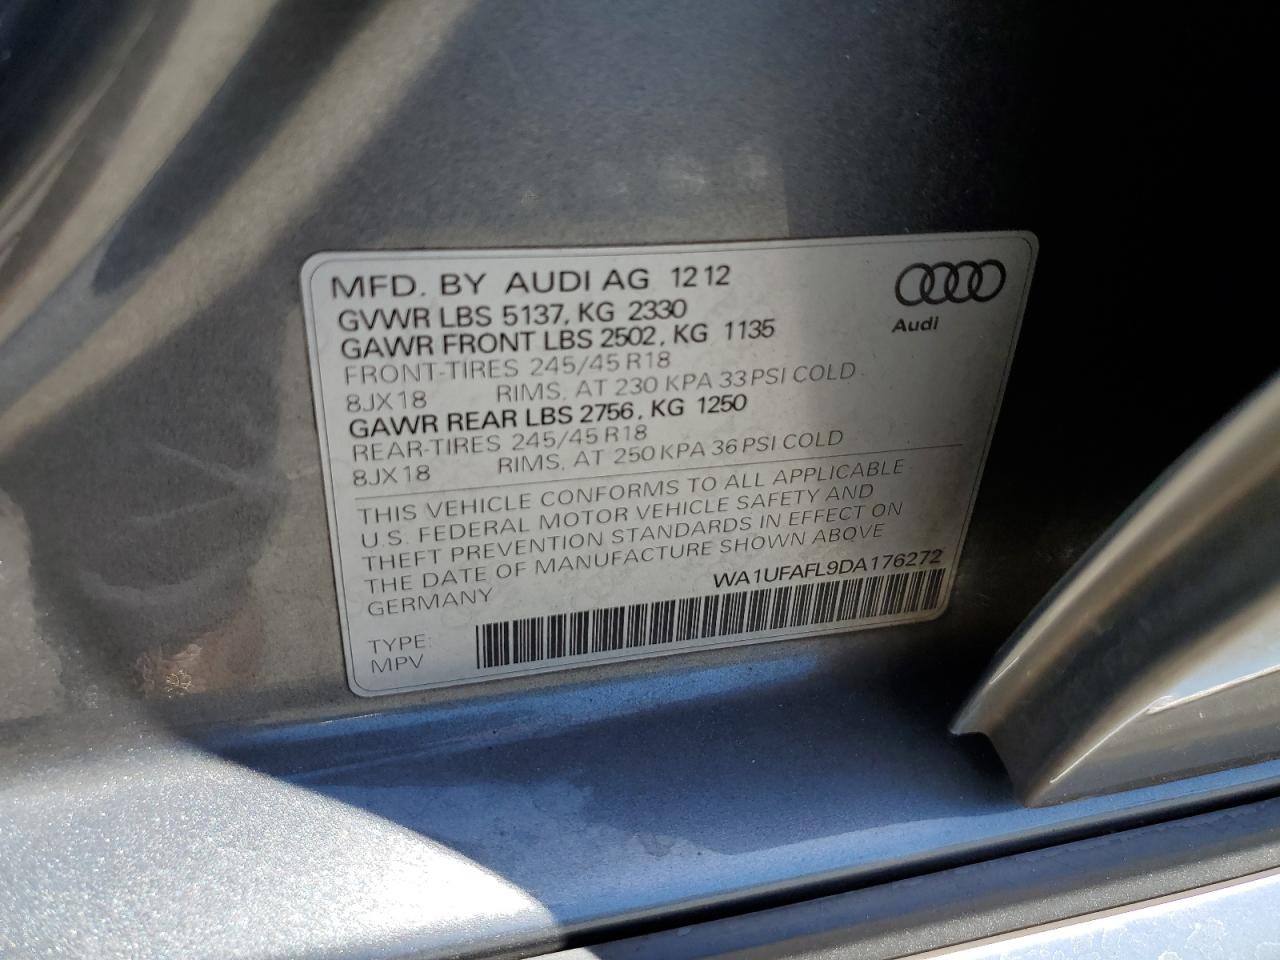 MFD. BY AUDI AG 12 12
GVWR LBS 5137, KG 2330
GAWR FRONT LBS 2502, KG 1135
FRONT-TIRES 245/45 R18
8JX18 RIMS, AT 230 KPA 33 PSI COLD
GAWR REAR LBS 2756, KG 1250
REAR-TIRES 245/45 R18
8JX18 RIMS, AT 250 KPA 36 PSI COLD
Audi
THIS VEHICLE CONFORMS TO ALL APPLICABLE
U.S. FEDERAL MOTOR VEHICLE SAFETY AND
THEFT PREVENTION STANDARDS IN EFFECT ON
THE DATE OF MANUFACTURE SHOWN ABOVE
GERMANY
WA1UFAFL9DA176272
TYPE:
MPV